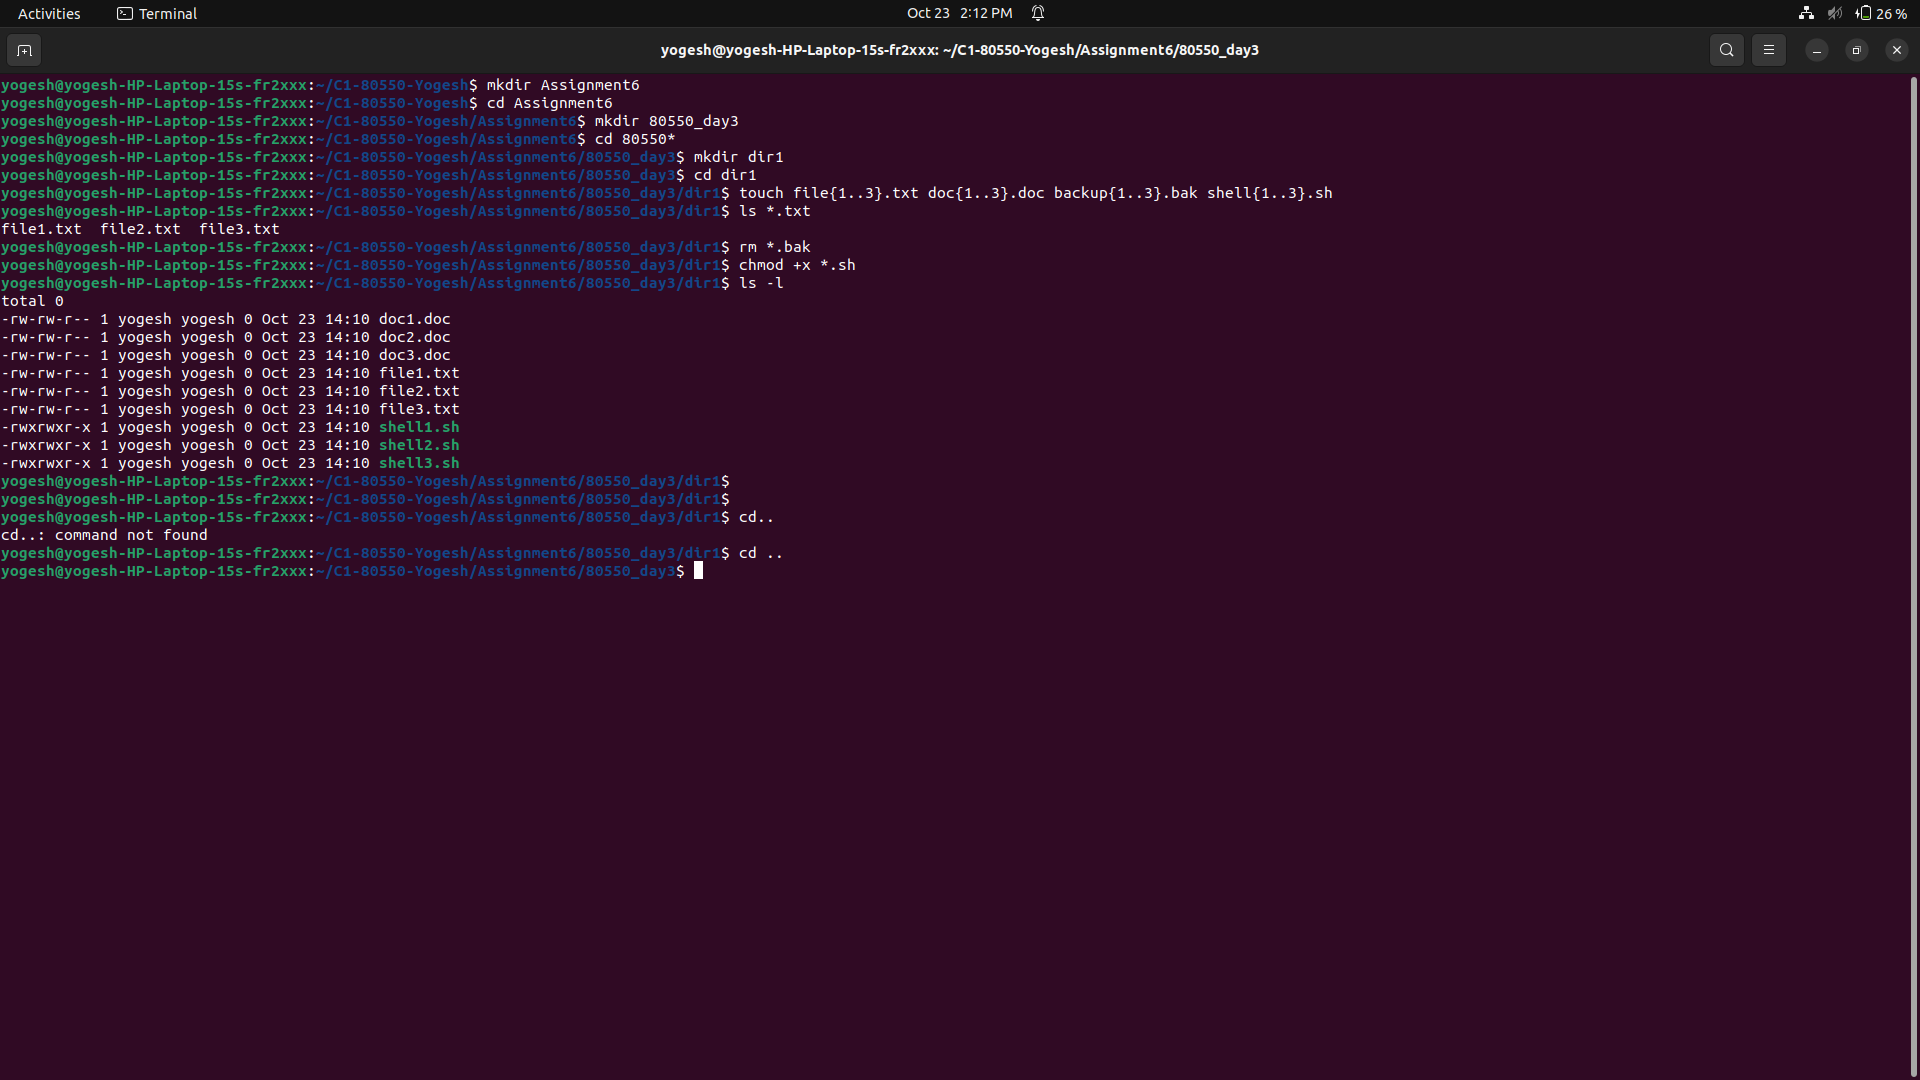 Activities Terminal Oct 23 2:12 PM 26 %
yogesh@yogesh-HP-Laptop-15s-fr2xxx: ~/C1-80550-Yogesh/Assignment6/80550_day3
yogesh@yogesh-HP-Laptop-15s-fr2xxx:~/C1-80550-Yogesh$ mkdir Assignment6
yogesh@yogesh-HP-Laptop-15s-fr2xxx:~/C1-80550-Yogesh$ cd Assignment6
yogesh@yogesh-HP-Laptop-15s-fr2xxx:~/C1-80550-Yogesh/Assignment6$ mkdir 80550_day3
yogesh@yogesh-HP-Laptop-15s-fr2xxx:~/C1-80550-Yogesh/Assignment6$ cd 80550*
yogesh@yogesh-HP-Laptop-15s-fr2xxx:~/C1-80550-Yogesh/Assignment6/80550_day3$ mkdir dir1
yogesh@yogesh-HP-Laptop-15s-fr2xxx:~/C1-80550-Yogesh/Assignment6/80550_day3$ cd dir1
yogesh@yogesh-HP-Laptop-15s-fr2xxx:~/C1-80550-Yogesh/Assignment6/80550_day3/dir1$ touch file{1..3}.txt doc{1..3}.doc backup{1..3}.bak shell{1..3}.sh
yogesh@yogesh-HP-Laptop-15s-fr2xxx:~/C1-80550-Yogesh/Assignment6/80550_day3/dir1$ ls *.txt
file1.txt  file2.txt  file3.txt
yogesh@yogesh-HP-Laptop-15s-fr2xxx:~/C1-80550-Yogesh/Assignment6/80550_day3/dir1$ rm *.bak
yogesh@yogesh-HP-Laptop-15s-fr2xxx:~/C1-80550-Yogesh/Assignment6/80550_day3/dir1$ chmod +x *.sh
yogesh@yogesh-HP-Laptop-15s-fr2xxx:~/C1-80550-Yogesh/Assignment6/80550_day3/dir1$ ls -l
total 0
-rw-rw-r-- 1 yogesh yogesh 0 Oct 23 14:10 doc1.doc
-rw-rw-r-- 1 yogesh yogesh 0 Oct 23 14:10 doc2.doc
-rw-rw-r-- 1 yogesh yogesh 0 Oct 23 14:10 doc3.doc
-rw-rw-r-- 1 yogesh yogesh 0 Oct 23 14:10 file1.txt
-rw-rw-r-- 1 yogesh yogesh 0 Oct 23 14:10 file2.txt
-rw-rw-r-- 1 yogesh yogesh 0 Oct 23 14:10 file3.txt
-rwxrwxr-x 1 yogesh yogesh 0 Oct 23 14:10 shell1.sh
-rwxrwxr-x 1 yogesh yogesh 0 Oct 23 14:10 shell2.sh
-rwxrwxr-x 1 yogesh yogesh 0 Oct 23 14:10 shell3.sh
yogesh@yogesh-HP-Laptop-15s-fr2xxx:~/C1-80550-Yogesh/Assignment6/80550_day3/dir1$
yogesh@yogesh-HP-Laptop-15s-fr2xxx:~/C1-80550-Yogesh/Assignment6/80550_day3/dir1$
yogesh@yogesh-HP-Laptop-15s-fr2xxx:~/C1-80550-Yogesh/Assignment6/80550_day3/dir1$ cd..
cd..: command not found
yogesh@yogesh-HP-Laptop-15s-fr2xxx:~/C1-80550-Yogesh/Assignment6/80550_day3/dir1$ cd ..
yogesh@yogesh-HP-Laptop-15s-fr2xxx:~/C1-80550-Yogesh/Assignment6/80550_day3$